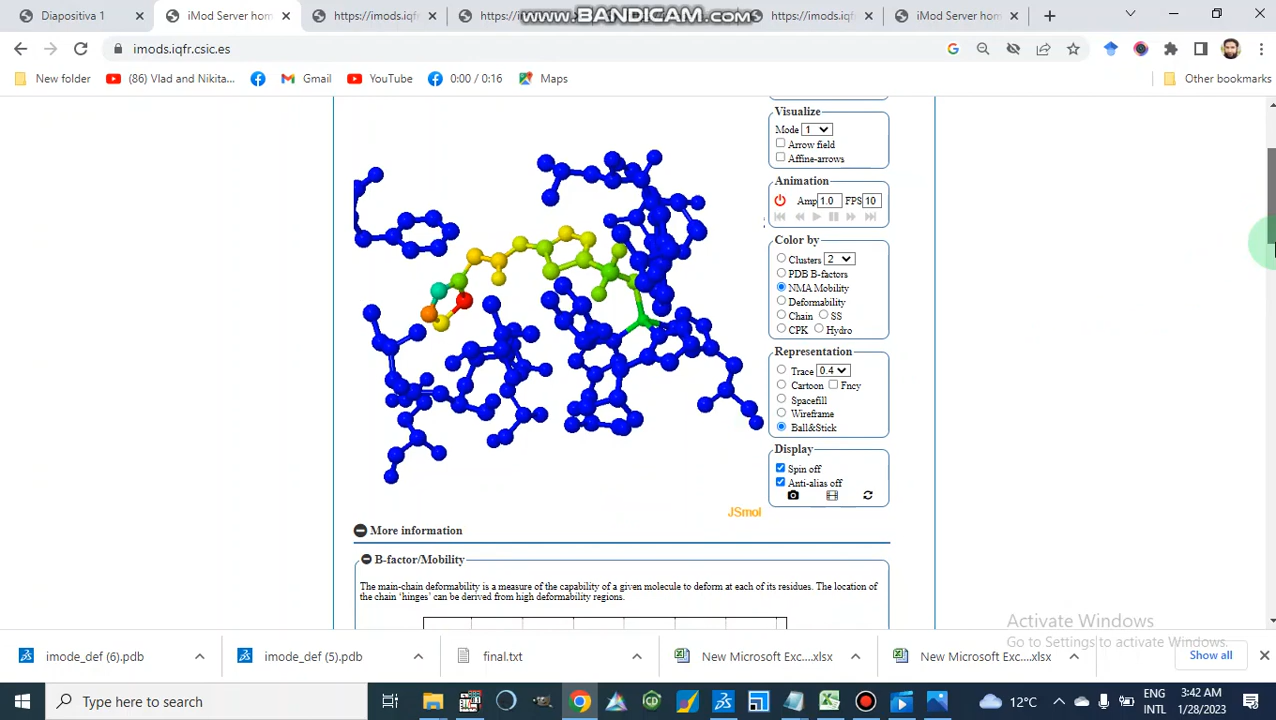 Diapositiva 1
iMod Server hom
https://imods.iqfr
https://
www.BANDICAM.com
https://imods.iqf
iMod Server hom
imods.iqfr.csic.es
New folder
(86) Vlad and Nikita...
Gmail
YouTube
0:00 / 0:16
Maps
Other bookmarks
Visualize
Mode 1
Arrow field
Affine-arrows
Animation
Amp 1.0 FPS 10
Color by
Clusters 2
PDB B-factors
NMA Mobility
Deformability
Chain SS
CPK Hydro
Representation
Trace 0.4
Cartoon Fncy
Spacefill
Wireframe
Ball&Stick
Display
Spin off
Anti-alias off
JSmol
More information
B-factor/Mobility
The main-chain deformability is a measure of the capability of a given molecule to deform at each of its residues. The location of
the chain 'hinges' can be derived from high deformability regions.
Activate Windows
Go to Settings to activate Windows.
imode_def (6).pdb
imode_def (5).pdb
final.txt
New Microsoft Exc....xlsx
New Microsoft Exc....xlsx
Show all
Type here to search
12°C
ENG
INTL
3:42 AM
1/28/2023